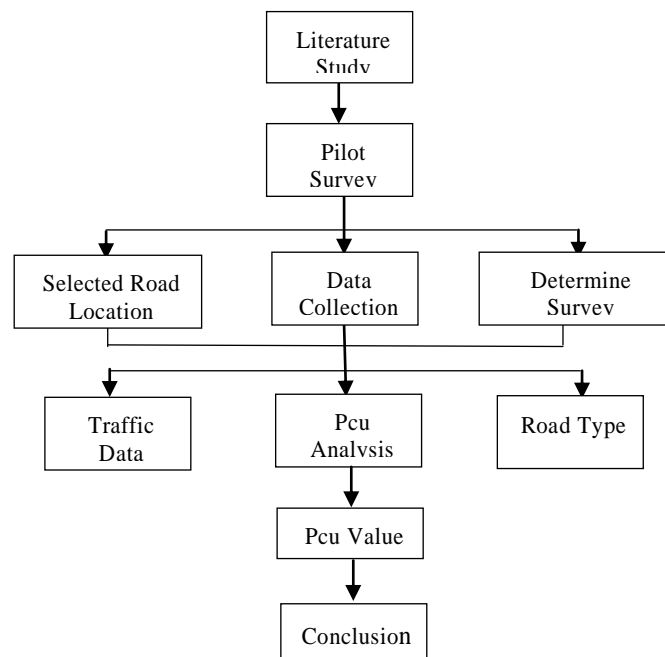 Literature
Study
Pilot
Survey
Selected Road
Location
Data
Collection
Determine
Survey
Traffic
Data
Pcu
Analysis
Road Type
Pcu Value
Conclusion